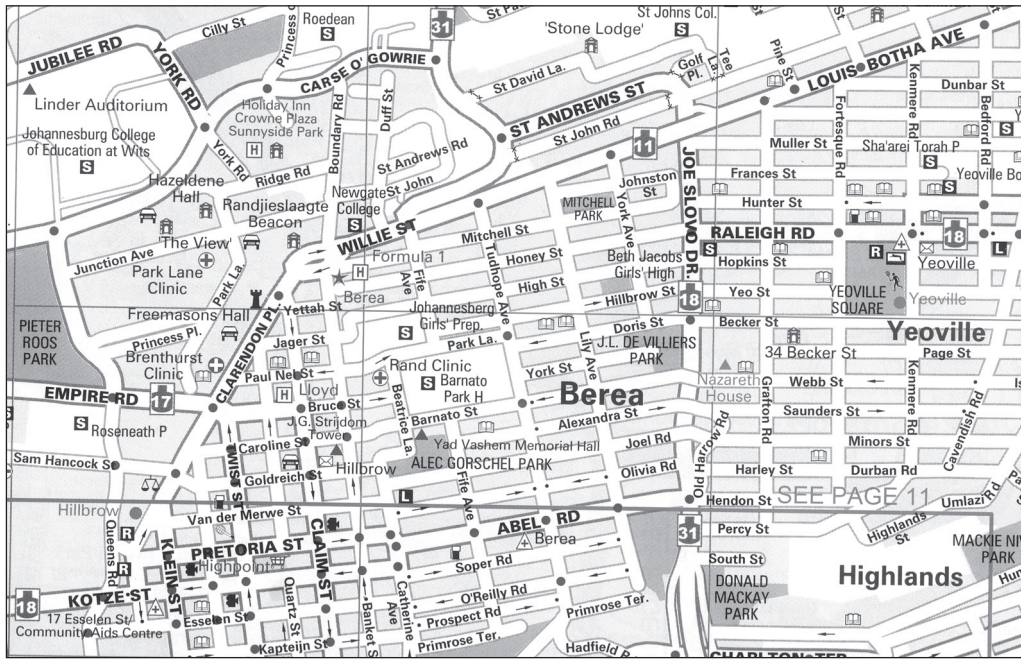 Cilly St
Princess
Roedean
S
31
St Johns Col.
S
'Stone Lodge'
JUBILEE RD
YORK RD
CARSE O' GOWRIE
St David La.
Golf Pl.
Tee La.
Pine St
LOUIS BOTHA AVE
Linder Auditorium
Holiday Inn
Crowne Plaza
Sunnyside Park
H
Boundary Rd
Duff St
ST ANDREWS ST
St John Rd
Fortesque Rd
Kenmere Rd
Dunbar St
Bedford Rd
Johannesburg College
of Education at Wits
S
York Rd
Ridge Rd
St Andrews Rd
St John
11
Muller St
Sha'arei Torah P
S
S
Yeoville Bo
Hazeldene
Hall
Newgate
College
S
Johnston
St
JOE SLOVO DR.
Frances St
Randjieslaagte
Beacon
MITCHELL
PARK
York Ave
Hunter St
'The View'
WILLIE ST
Mitchell St
RALEIGH RD
18
Junction Ave
Park Lane
Clinic
Park La.
Formula 1
H
Fife Ave
Tudhope Ave
Honey St
Beth Jacobs
Girls' High
S
Hopkins St
R
Yeoville
L
Berea
High St
Hillbrow St
18
Yeo St
YEOVILLE
SQUARE
Yeoville
Freemasons Hall
Yettah St
Johannesberg
Girls' Prep.
S
PIETER
ROOS
PARK
Princess Pl.
CLARENDON PL.
Jager St
Park La.
Doris St
Becker St
Yeoville
Brenthurst
Clinic
Rand Clinic
Lily Ave
J.L. DE VILLIERS
PARK
34 Becker St
Page St
Paul Nel St
S
Barnato
Park H
York St
Nazareth
House
Webb St
EMPIRE RD
17
H
Lloyd
Berea
Bruce St
Beatrice La.
Barnato St
Alexandra St
Grafton Rd
Saunders St
Kenmere Rd
Cavendish Rd
S
Roseneath P
J.G. Strijdom
Tower
Caroline St
Yad Vashem Memorial Hall
Joel Rd
Harrow Rd
Minors St
Sam Hancock St
TWIST ST
Hillbrow
ALEC GORSCHEL PARK
Goldreich St
Olivia Rd
Harley St
Durban Rd
L
Fife Ave
Old
Hendon St
SEE PAGE 11
Umlazi Rd
Hillbrow
Queens Rd
R
Van der Merwe St
ABEL RD
31
Percy St
Highlands
St
KLEIN ST
PRETORIA ST
CLAIM ST
Berea
MACKIE NIV
PARK
R
Highpoint
Soper Rd
South St
Highlands
18
KOTZE ST
Quartz St
Banket S
Catherine
Ave
O'Reilly Rd
DONALD
MACKAY
PARK
17 Esselen St/
Community Aids Centre
Esselen St
Prospect Rd
Primrose Ter.
Kapteijn St
Primrose Ter.
Hadfield R
CHARLTON TER